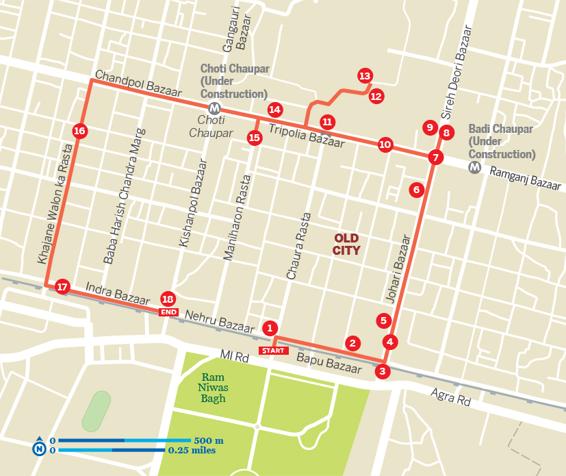 Gangauri
Bazaar
Sireh Deori Bazaar
Choti Chaupar
(Under
Construction)
Chandpol Bazaar
13
12
M
14
11
Choti
Chaupar
Tripolia Bazaar
15
16
10
9
8
Badi Chaupar
(Under
Construction)
7
M
Ramganj Bazaar
6
Khajane Walon ka Rasta
Baba Harish Chandra Marg
Kishanpol Bazaar
Maniharon Rasta
Chaura Rasta
OLD
CITY
Johari Bazaar
17
Indra Bazaar
18
END
Nehru Bazaar
1
START
5
2
4
3
Bapu Bazaar
MI Rd
Agra Rd
Ram
Niwas
Bagh
N
0 500 m
0 0.25 miles